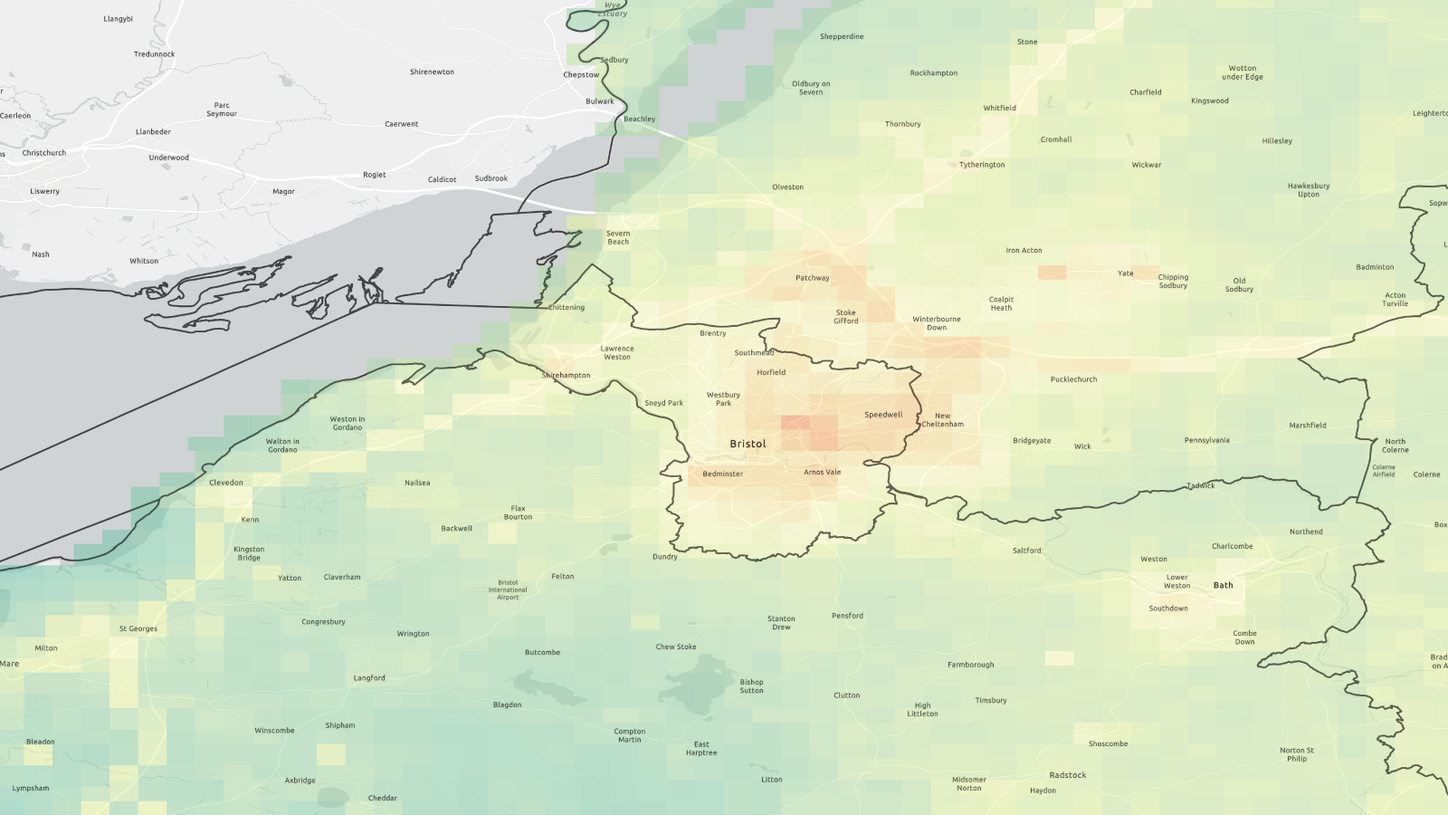 Wye
Estuary
Llangybi
Shepperdine
Stone
Tredunnock
Sedbury
Shirenewton
Chepstow
Rockhampton
Wotton
under Edge
Oldbury on
Severn
Charfield
Kingswood
Bulwark
Parc
Seymour
Whitfield
Caerleon
Beachley
Caerwent
Thornbury
Leighterto
Llanbeder
Cromhall
Hillesley
Christchurch
Underwood
Tytherington
Wickwar
Rogiet
Caldicot
Sudbrook
Liswerry
Magor
Olveston
Hawkesbury
Upton
Sopw
Severn
Beach
Nash
Whitson
Iron Acton
Badminton
Patchway
Yate
Chipping
Sodbury
Old
Sodbury
Acton
Turville
Chittening
Coalpit
Heath
Stoke
Gifford
Winterbourne
Down
Brentry
Lawrence
Weston
Southmead
Shirehampton
Horfield
Pucklechurch
Westbury
Park
Sneyd Park
Speedwell
New
Cheltenham
Weston in
Gordano
Marshfield
Walton in
Gordano
Bristol
Bridgeyate
Wick
Pennsylvania
North
Colerne
Colerne
Airfield
Colerne
Bedminster
Arnos Vale
Clevedon
Nailsea
Tadwick
Flax
Bourton
Kenn
Backwell
Northend
Box
Kingston
Bridge
Dundry
Saltford
Charlcombe
Weston
Yatton
Claverham
Felton
Bristol
International
Airport
Lower
Weston
Bath
Southdown
Congresbury
Stanton
Drew
Pensford
St Georges
Wrington
Combe
Down
Milton
Chew Stoke
Butcombe
Mare
Farmborough
Brad
on A
Langford
Bishop
Sutton
Clutton
Timsbury
High
Littleton
Blagdon
Shipham
Winscombe
Compton
Martin
Bleadon
East
Harptree
Shoscombe
Norton St
Philip
Radstock
Axbridge
Litton
Midsomer
Norton
Haydon
Lympsham
Cheddar